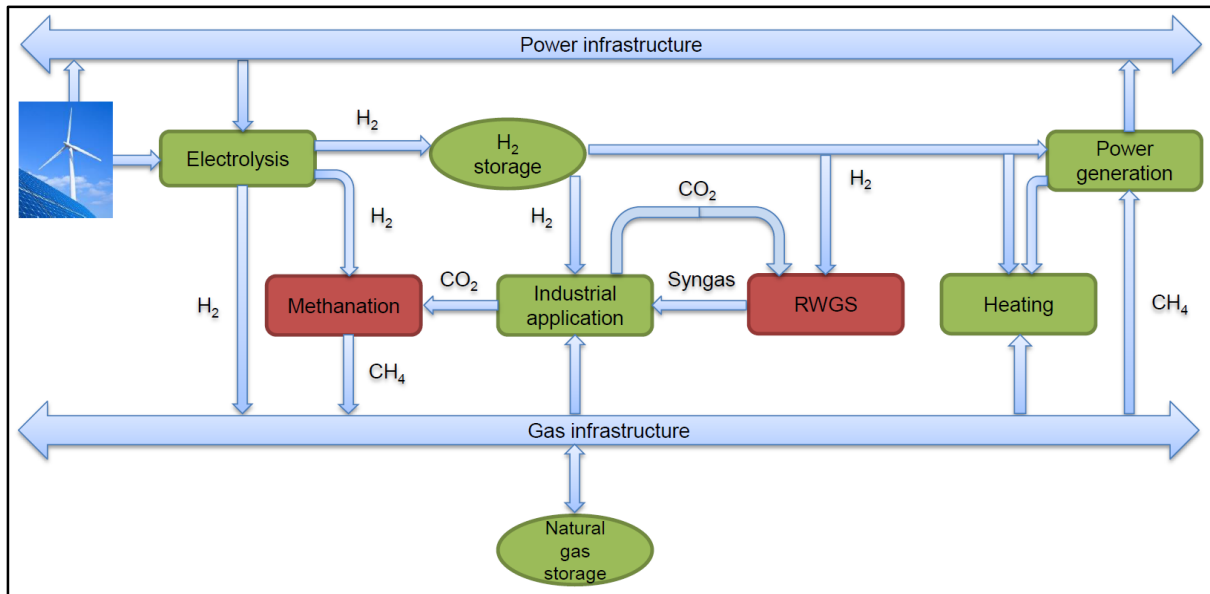 Power infrastructure
H₂
Electrolysis
H₂
storage
Power
generation
H₂
CO₂
H₂
H₂
Methanation
CO₂
Industrial
application
Syngas
RWGS
Heating
H₂
CH₄
CH₄
Gas infrastructure
Natural
gas
storage